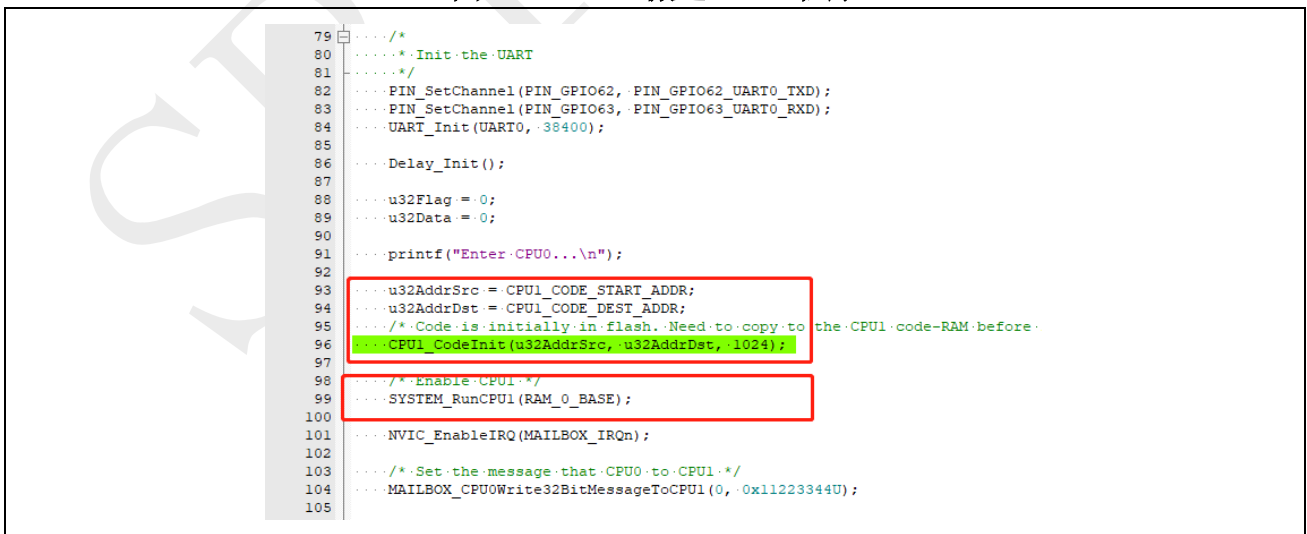 79 /*
80 * Init the UART
81 */
82 PIN_SetChannel(PIN_GPIO62, PIN_GPIO62_UART0_TXD);
83 PIN_SetChannel(PIN_GPIO63, PIN_GPIO63_UART0_RXD);
84 UART_Init(UART0, 38400);
85
86 Delay_Init();
87
88 u32Flag = 0;
89 u32Data = 0;
90
91 printf("Enter CPU0...\n");
92
93 u32AddrSrc = CPU1_CODE_START_ADDR;
94 u32AddrDst = CPU1_CODE_DEST_ADDR;
95 /* Code is initially in flash. Need to copy to the CPU1 code-RAM before
96 CPU1_CodeInit(u32AddrSrc, u32AddrDst, 1024);
97
98 /* Enable CPU1 */
99 SYSTEM_RunCPU1(RAM_0_BASE);
100
101 NVIC_EnableIRQ(MAILBOX_IRQn);
102
103 /* Set the message that CPU0 to CPU1 */
104 MAILBOX_CPU0Write32BitMessageToCPU1(0, 0x11223344U);
105